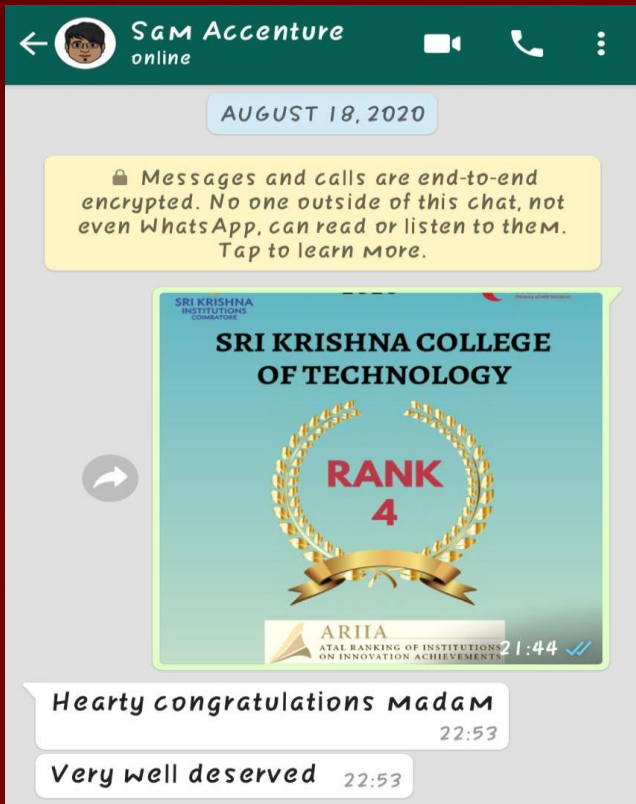 Sam Accenture
online
AUGUST 18, 2020
Messages and calls are end-to-end
encrypted. No one outside of this chat, not
even WhatsApp, can read or listen to them.
Tap to learn more.
SRI KRISHNA
INSTITUTIONS
COIMBATORE
SRI KRISHNA COLLEGE
OF TECHNOLOGY
RANK
4
ARIIA
ATAL RANKING OF INSTITUTIONS
ON INNOVATION ACHIEVEMENTS
21:44
Hearty congratulations madam
22:53
Very well deserved 22:53